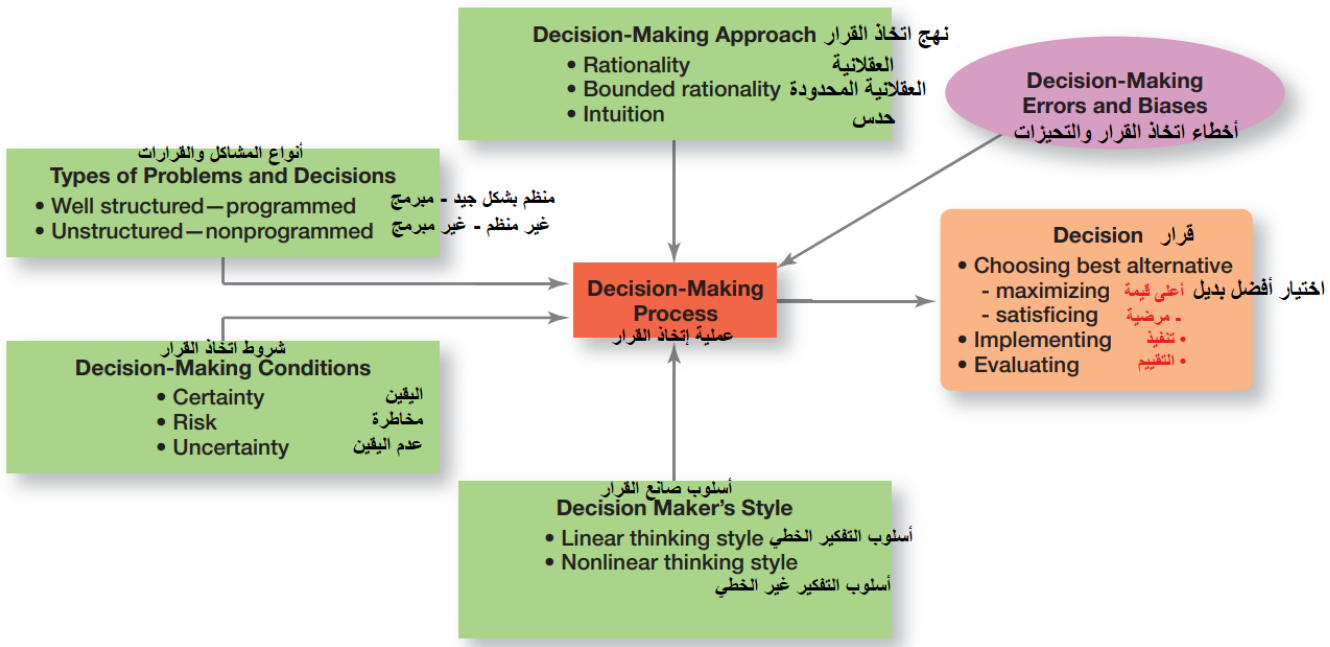 Decision-Making Approach نهج اتخاذ القرار
• Rationality العقلانية
• Bounded rationality العقلانية المحدودة
• Intuition حدس
Decision-Making
Errors and Biases
أخطاء اتخاذ القرار والتحيزات
أنواع المشاكل والقرارات
Types of Problems and Decisions
• Well structured—programmed منظم بشكل جيد - مبرمج
• Unstructured—nonprogrammed غير منظم - غير مبرمج
Decision قرار
• Choosing best alternative
- maximizing أعلى قيمة اختيار أفضل بديل
- satisficing - مرضية
• Implementing • تنفيذ
• Evaluating • التقييم
Decision-Making
Process
عملية إتخاذ القرار
شروط اتخاذ القرار
Decision-Making Conditions
• Certainty اليقين
• Risk مخاطرة
• Uncertainty عدم اليقين
أسلوب صانع القرار
Decision Maker's Style
• Linear thinking style أسلوب التفكير الخطي
• Nonlinear thinking style
أسلوب التفكير غير الخطي